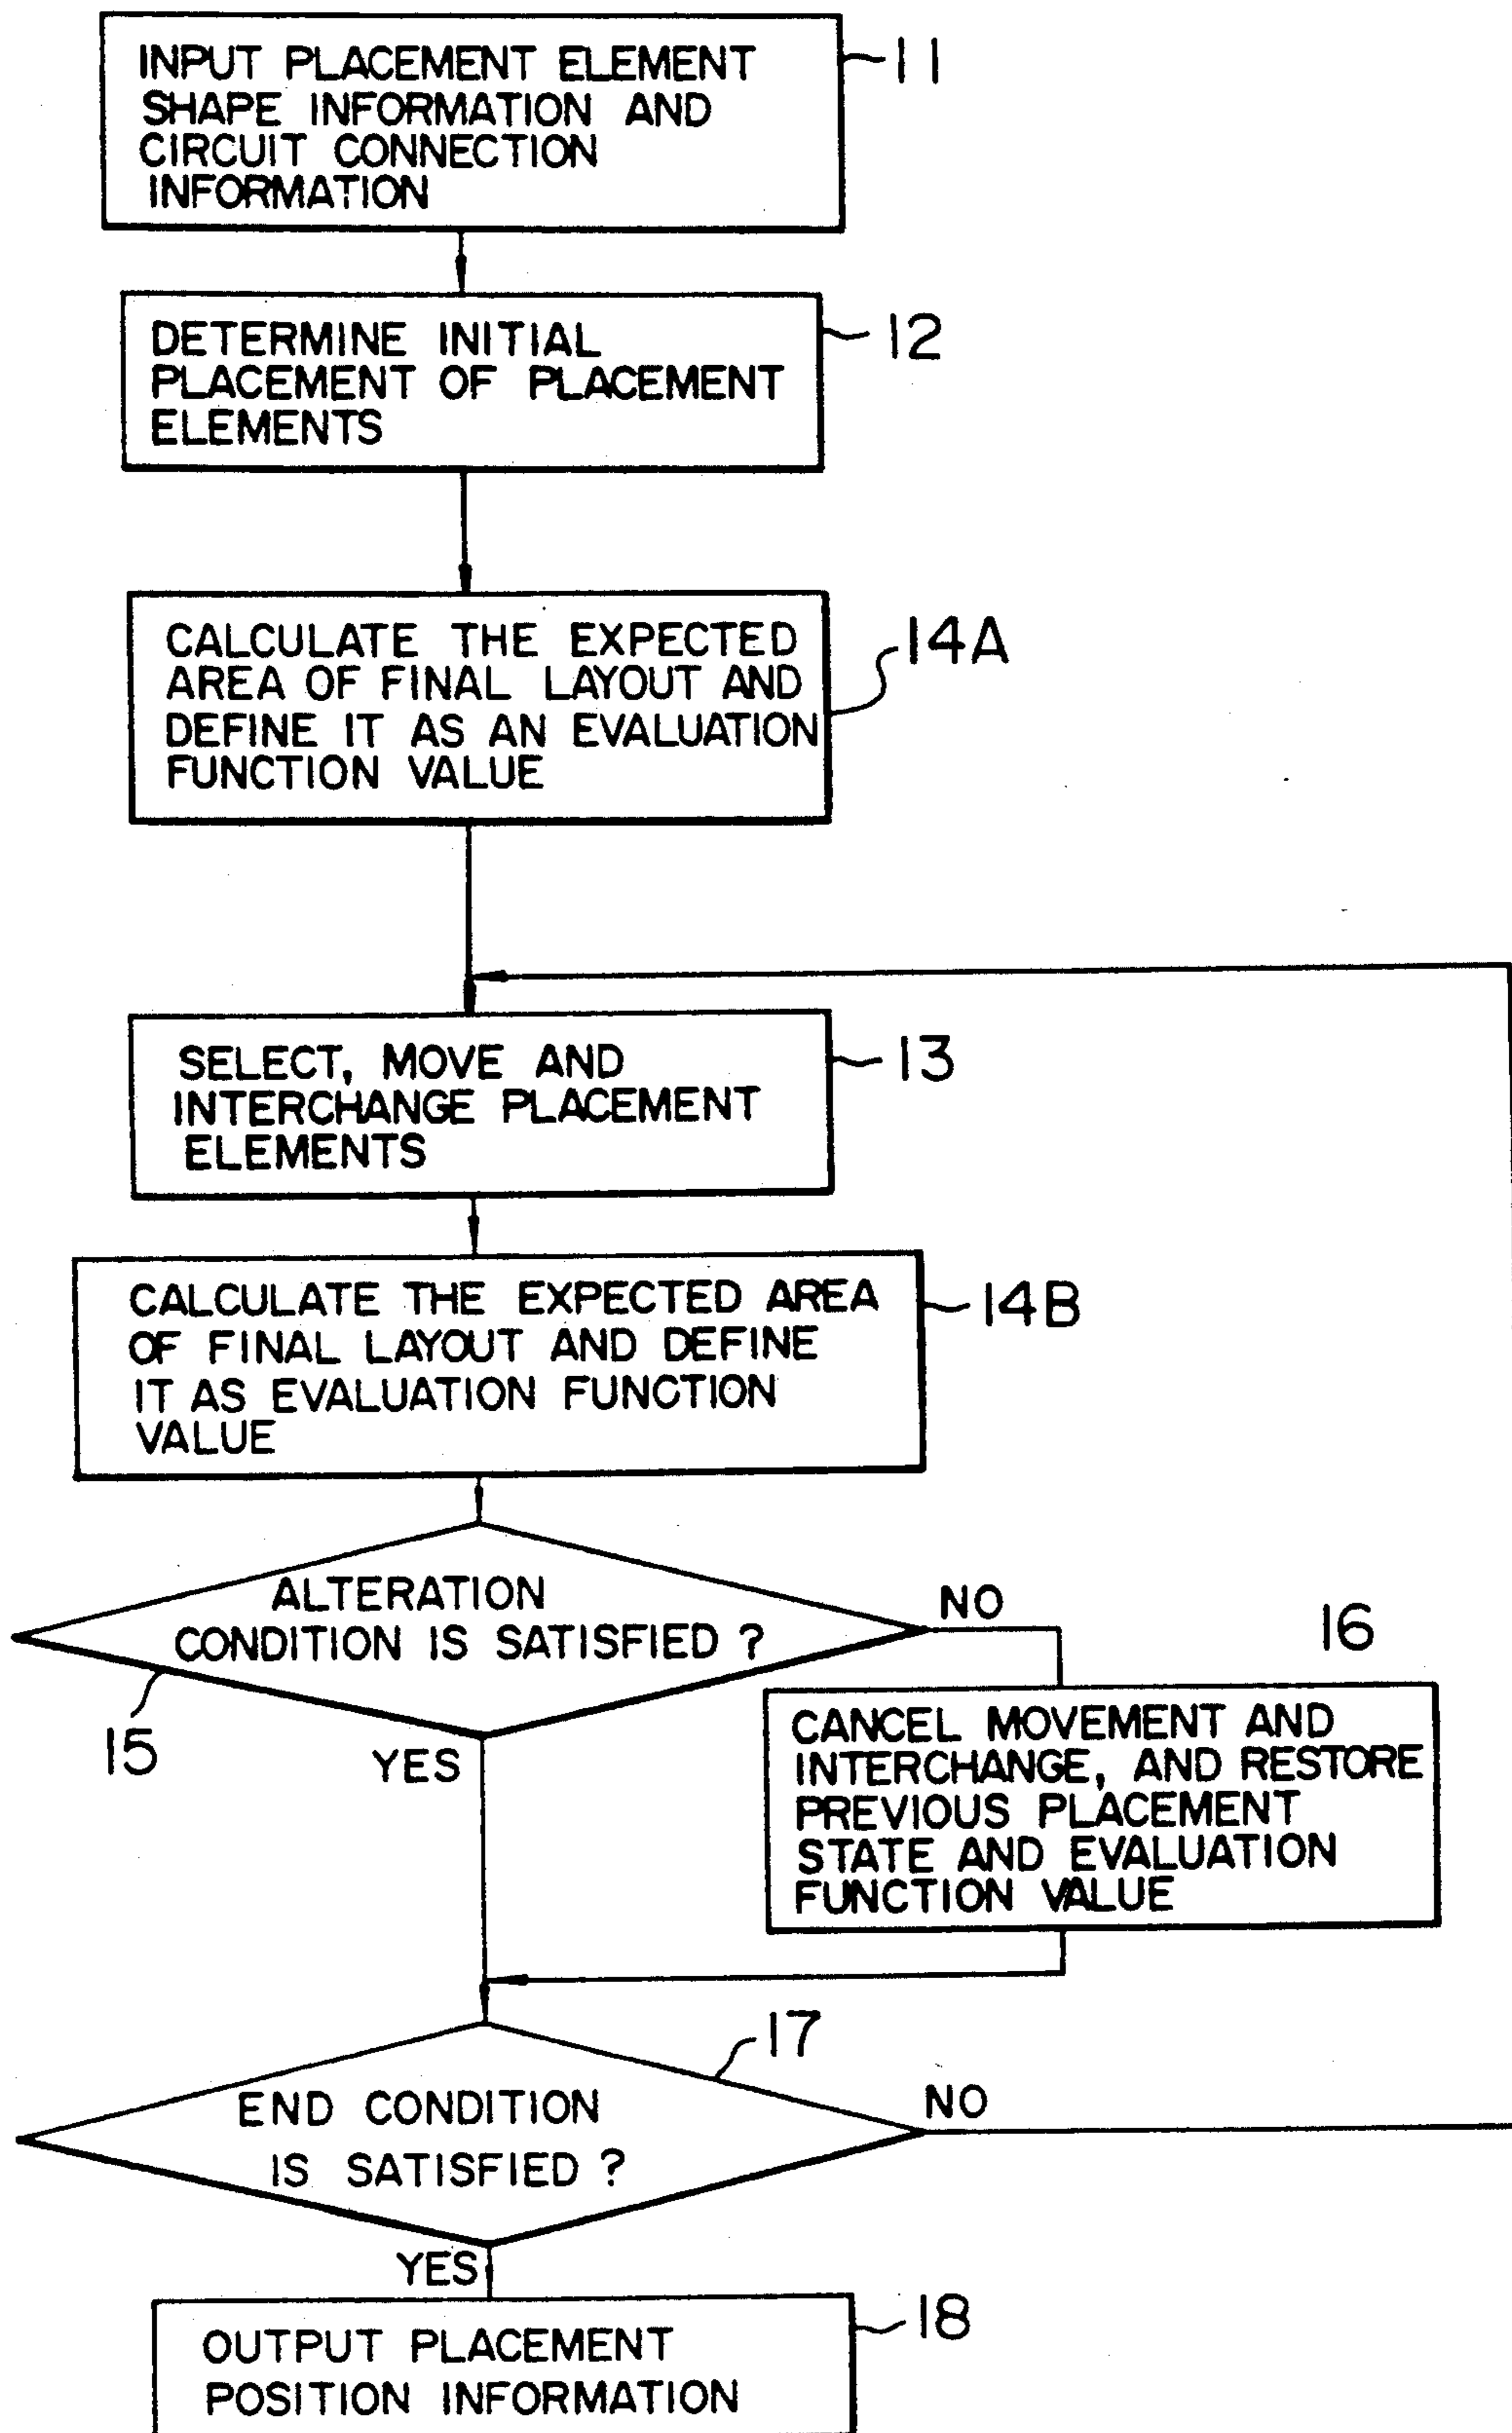 INPUT PLACEMENT ELEMENT
SHAPE INFORMATION AND
CIRCUIT CONNECTION
INFORMATION
11
DETERMINE INITIAL
PLACEMENT OF PLACEMENT
ELEMENTS
12
CALCULATE THE EXPECTED
AREA OF FINAL LAYOUT AND
DEFINE IT AS AN EVALUATION
FUNCTION VALUE
14A
SELECT, MOVE AND
INTERCHANGE PLACEMENT
ELEMENTS
13
CALCULATE THE EXPECTED AREA
OF FINAL LAYOUT AND DEFINE
IT AS EVALUATION FUNCTION
VALUE
14B
ALTERATION
CONDITION IS SATISFIED ?
NO
15
YES
16
CANCEL MOVEMENT AND
INTERCHANGE, AND RESTORE
PREVIOUS PLACEMENT
STATE AND EVALUATION
FUNCTION VALUE
17
END CONDITION
IS SATISFIED ?
NO
YES
OUTPUT PLACEMENT
POSITION INFORMATION
18